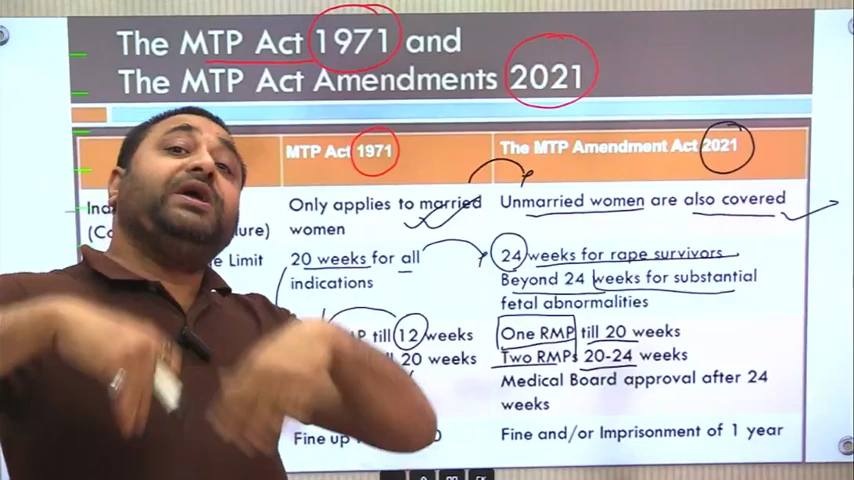 The MTP Act 1971 and
The MTP Act Amendments 2021
MTP Act 1971
The MTP Amendment Act 2021
Only applies to married
women
Unmarried women are also covered
Limit
20 weeks for all
indications
24 weeks for rape survivors
Beyond 24 weeks for substantial
fetal abnormalities
till 12 weeks
20 weeks
One RMP till 20 weeks
Two RMPs 20-24 weeks
Medical Board approval after 24
weeks
Fine up
Fine and/or Imprisonment of 1 year